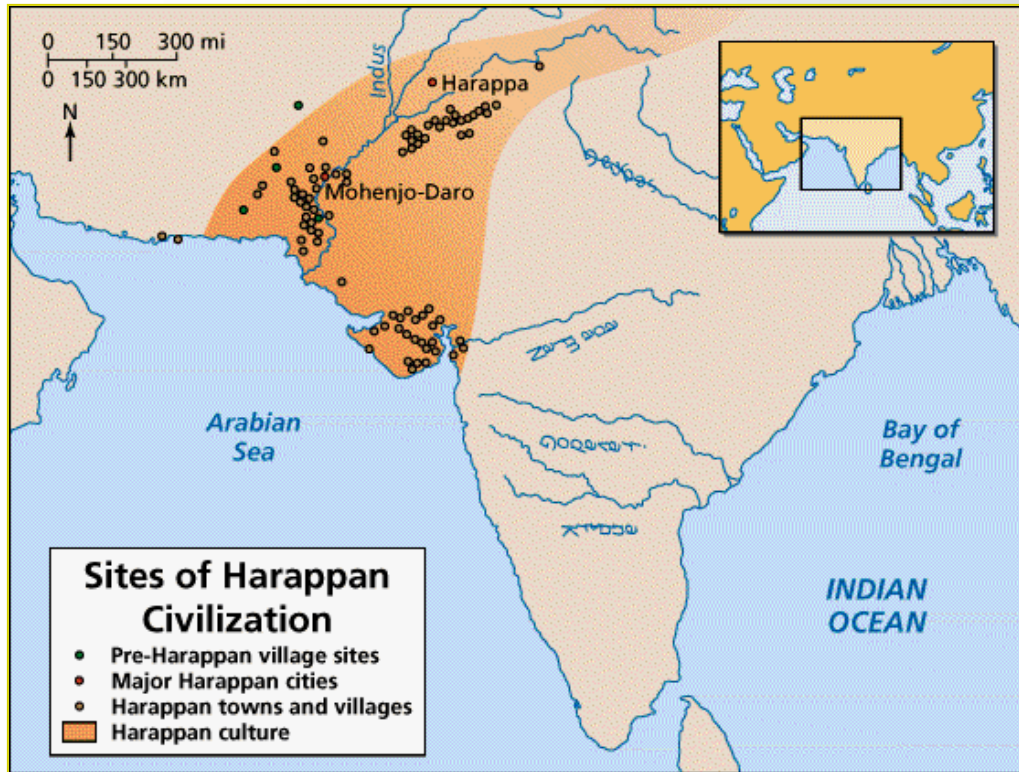 0 150 300 mi
0 150 300 km
N
Indus
Harappa
Mohenjo-Daro
Arabian
Sea
Bay of
Bengal
INDIAN
OCEAN
Sites of Harappan
Civilization
Pre-Harappan village sites
Major Harappan cities
Harappan towns and villages
Harappan culture